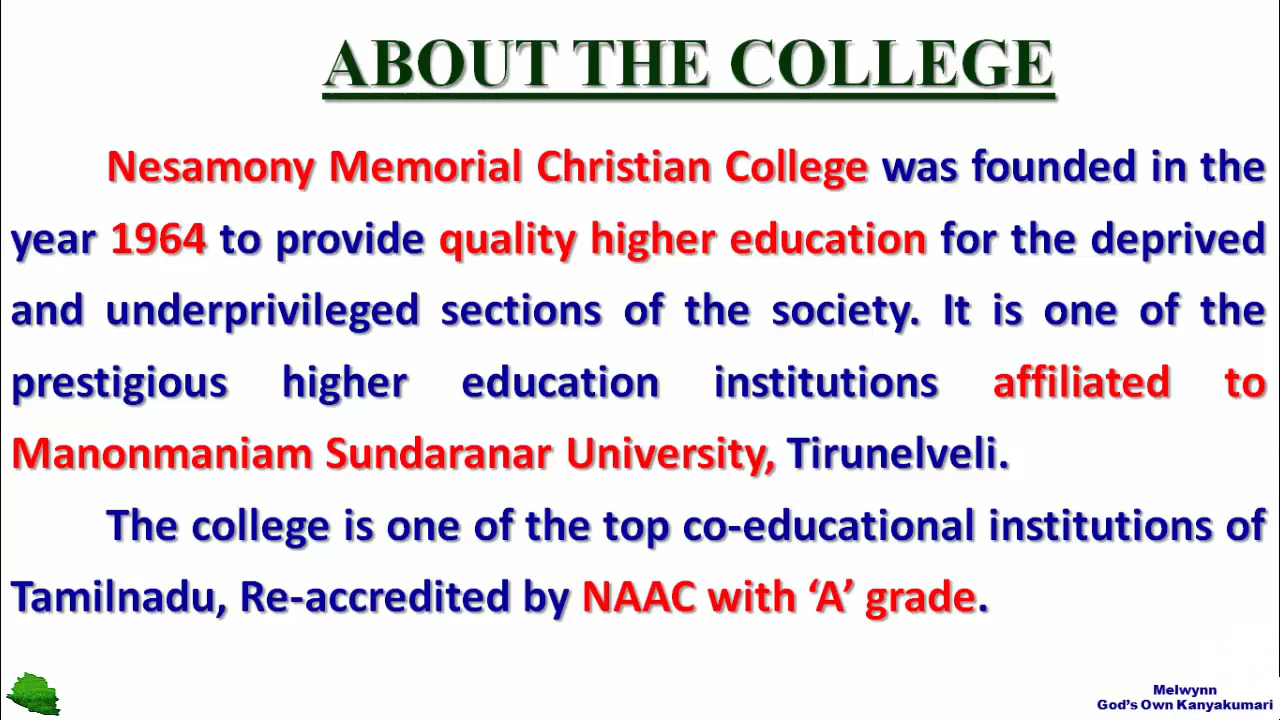 ABOUT THE COLLEGE
Nesamony Memorial Christian College was founded in the
year 1964 to provide quality higher education for the deprived
and underprivileged sections of the society. It is one of the
prestigious higher education institutions affiliated to
Manonmaniam Sundaranar University, Tirunelveli.
The college is one of the top co-educational institutions of
Tamilnadu, Re-accredited by NAAC with ‘A’ grade.
Melwynn
God’s Own Kanyakumari